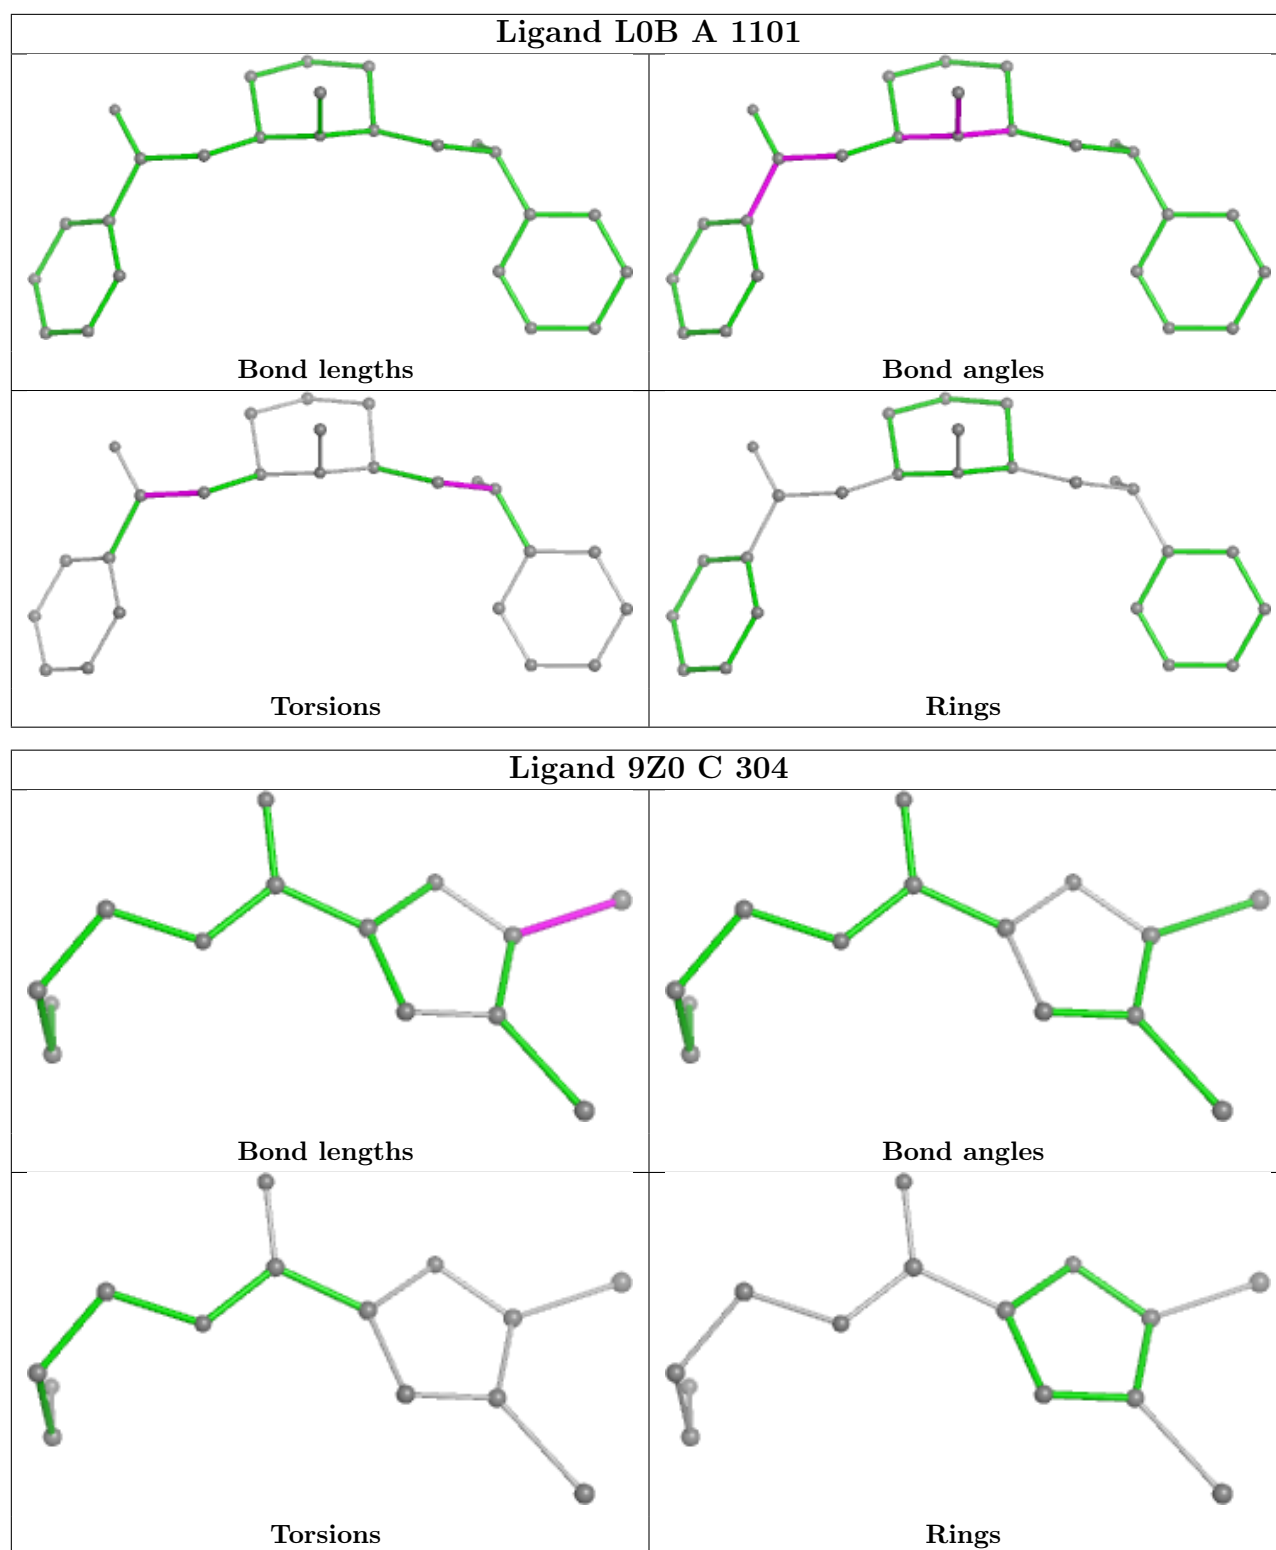 Ligand L0B A 1101
Bond lengths
Bond angles
Torsions
Rings
Ligand 9Z0 C 304
Bond lengths
Bond angles
Torsions
Rings